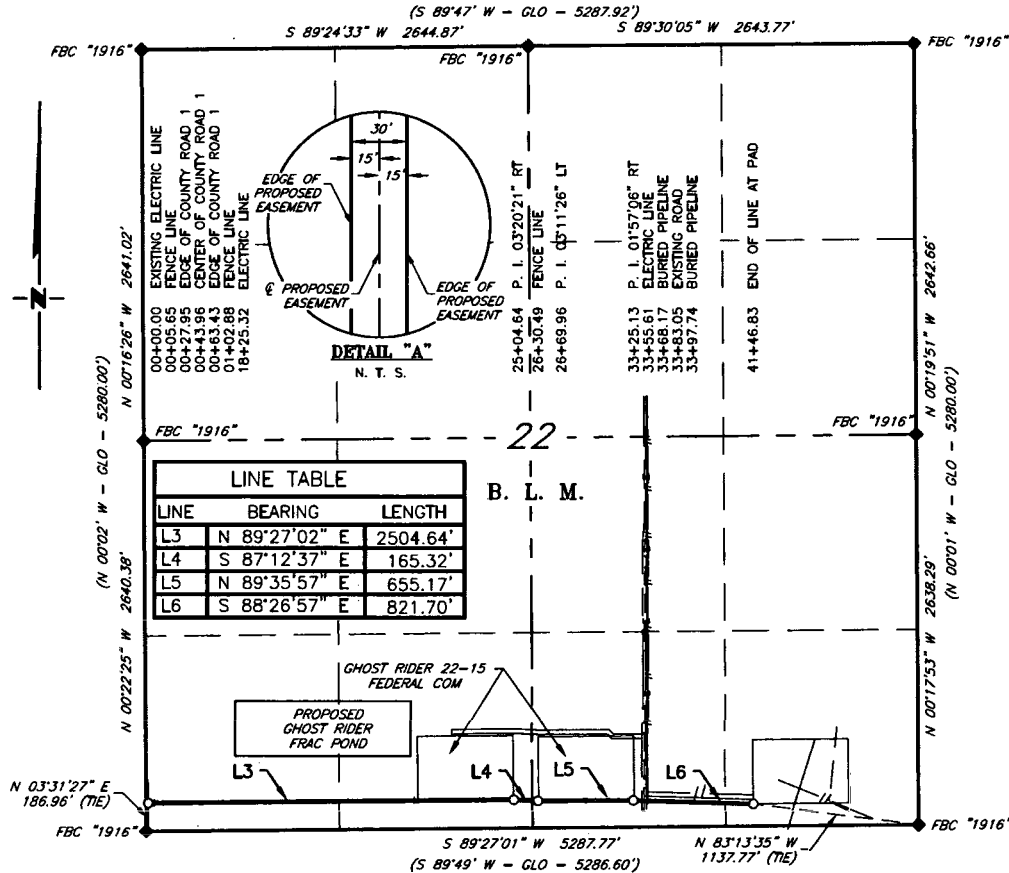 (S 89°47' W - GLO - 5287.92')
S 89°24'33" W 2644.87'
S 89°30'05" W 2643.77'
FBC "1916"
FBC "1916"
FBC "1916"
00+00.00 EXISTING ELECTRIC LINE
00+05.65 FENCE LINE
00+27.95 EDGE OF COUNTY ROAD 1
00+43.96 CENTER OF COUNTY ROAD 1
00+63.43 EDGE OF COUNTY ROAD 1
01+02.88 FENCE LINE
18+25.32 ELECTRIC LINE
30'
15'
15'
EDGE OF
PROPOSED
EASEMENT
℄ PROPOSED
EASEMENT
EDGE OF
PROPOSED
EASEMENT
DETAIL "A"
N. T. S.
25+04.64 P. I. 03°20'21" RT
26+30.49 FENCE LINE
26+69.96 P. I. 03°11'26" LT
33+25.13 P. I. 01°57'06" RT
33+55.61 ELECTRIC LINE
33+68.17 BURIED PIPELINE
33+83.05 EXISTING ROAD
33+97.74 BURIED PIPELINE
41+46.83 END OF LINE AT PAD
N
N 00°16'26" W 2641.02'
(N 00°02' W - GLO - 5280.00')
N 00°22'25" W 2640.38'
N 00°19'51" W 2642.66'
(N 00°01' W - GLO - 5280.00')
N 00°17'53" W 2638.29'
FBC "1916"
FBC "1916"
22
B. L. M.
LINE TABLE
LINE BEARING LENGTH
L3 N 89°27'02" E 2504.64'
L4 S 87°12'37" E 165.32'
L5 N 89°35'57" E 655.17'
L6 S 88°26'57" E 821.70'
GHOST RIDER 22-15
FEDERAL COM
PROPOSED
GHOST RIDER
FRAC POND
L3
L4
L5
L6
N 03°31'27" E
186.96' (TIE)
FBC "1916"
FBC "1916"
S 89°27'01" W 5287.77'
(S 89°49' W - GLO - 5286.60')
N 83°13'35" W
1137.77' (TIE)